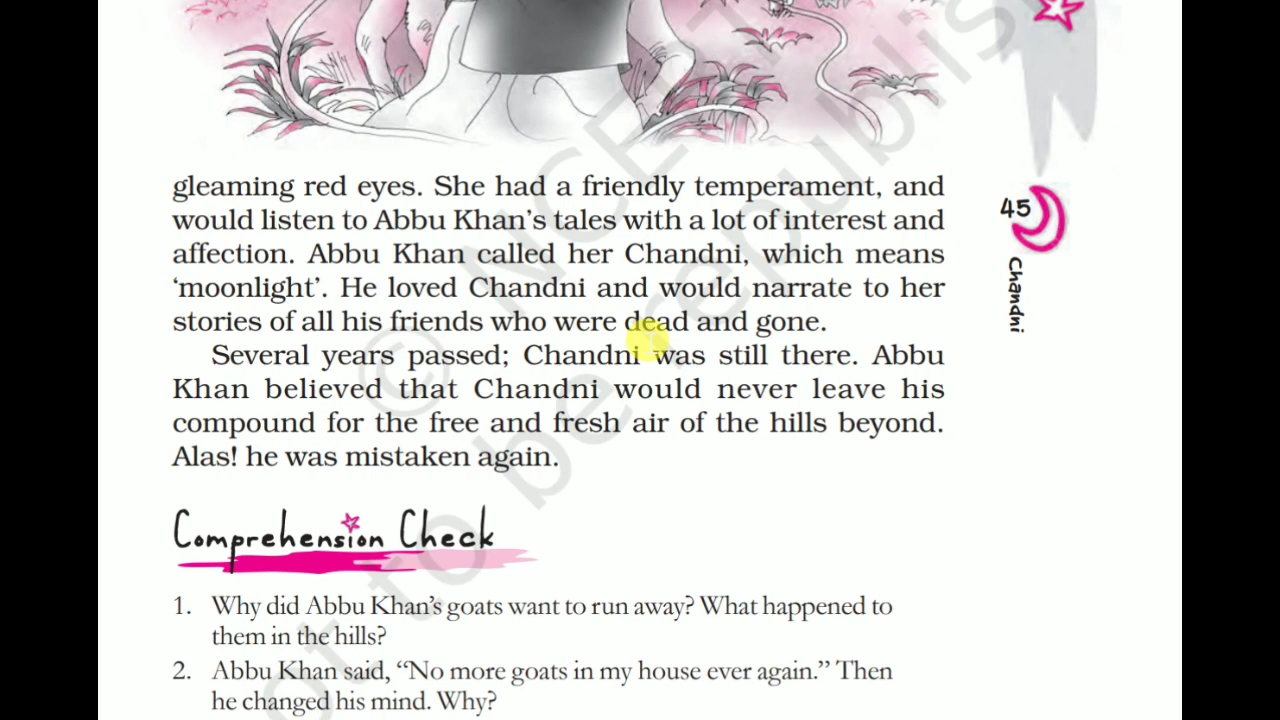 gleaming red eyes. She had a friendly temperament, and
would listen to Abbu Khan's tales with a lot of interest and
affection. Abbu Khan called her Chandni, which means
'moonlight'. He loved Chandni and would narrate to her
stories of all his friends who were dead and gone.
Several years passed; Chandni was still there. Abbu
Khan believed that Chandni would never leave his
compound for the free and fresh air of the hills beyond.
Alas! he was mistaken again.
45
Chandni
Comprehension Check
1. Why did Abbu Khan's goats want to run away? What happened to
them in the hills?
2. Abbu Khan said, “No more goats in my house ever again.” Then
he changed his mind. Why?
© NCERT
not to be republish